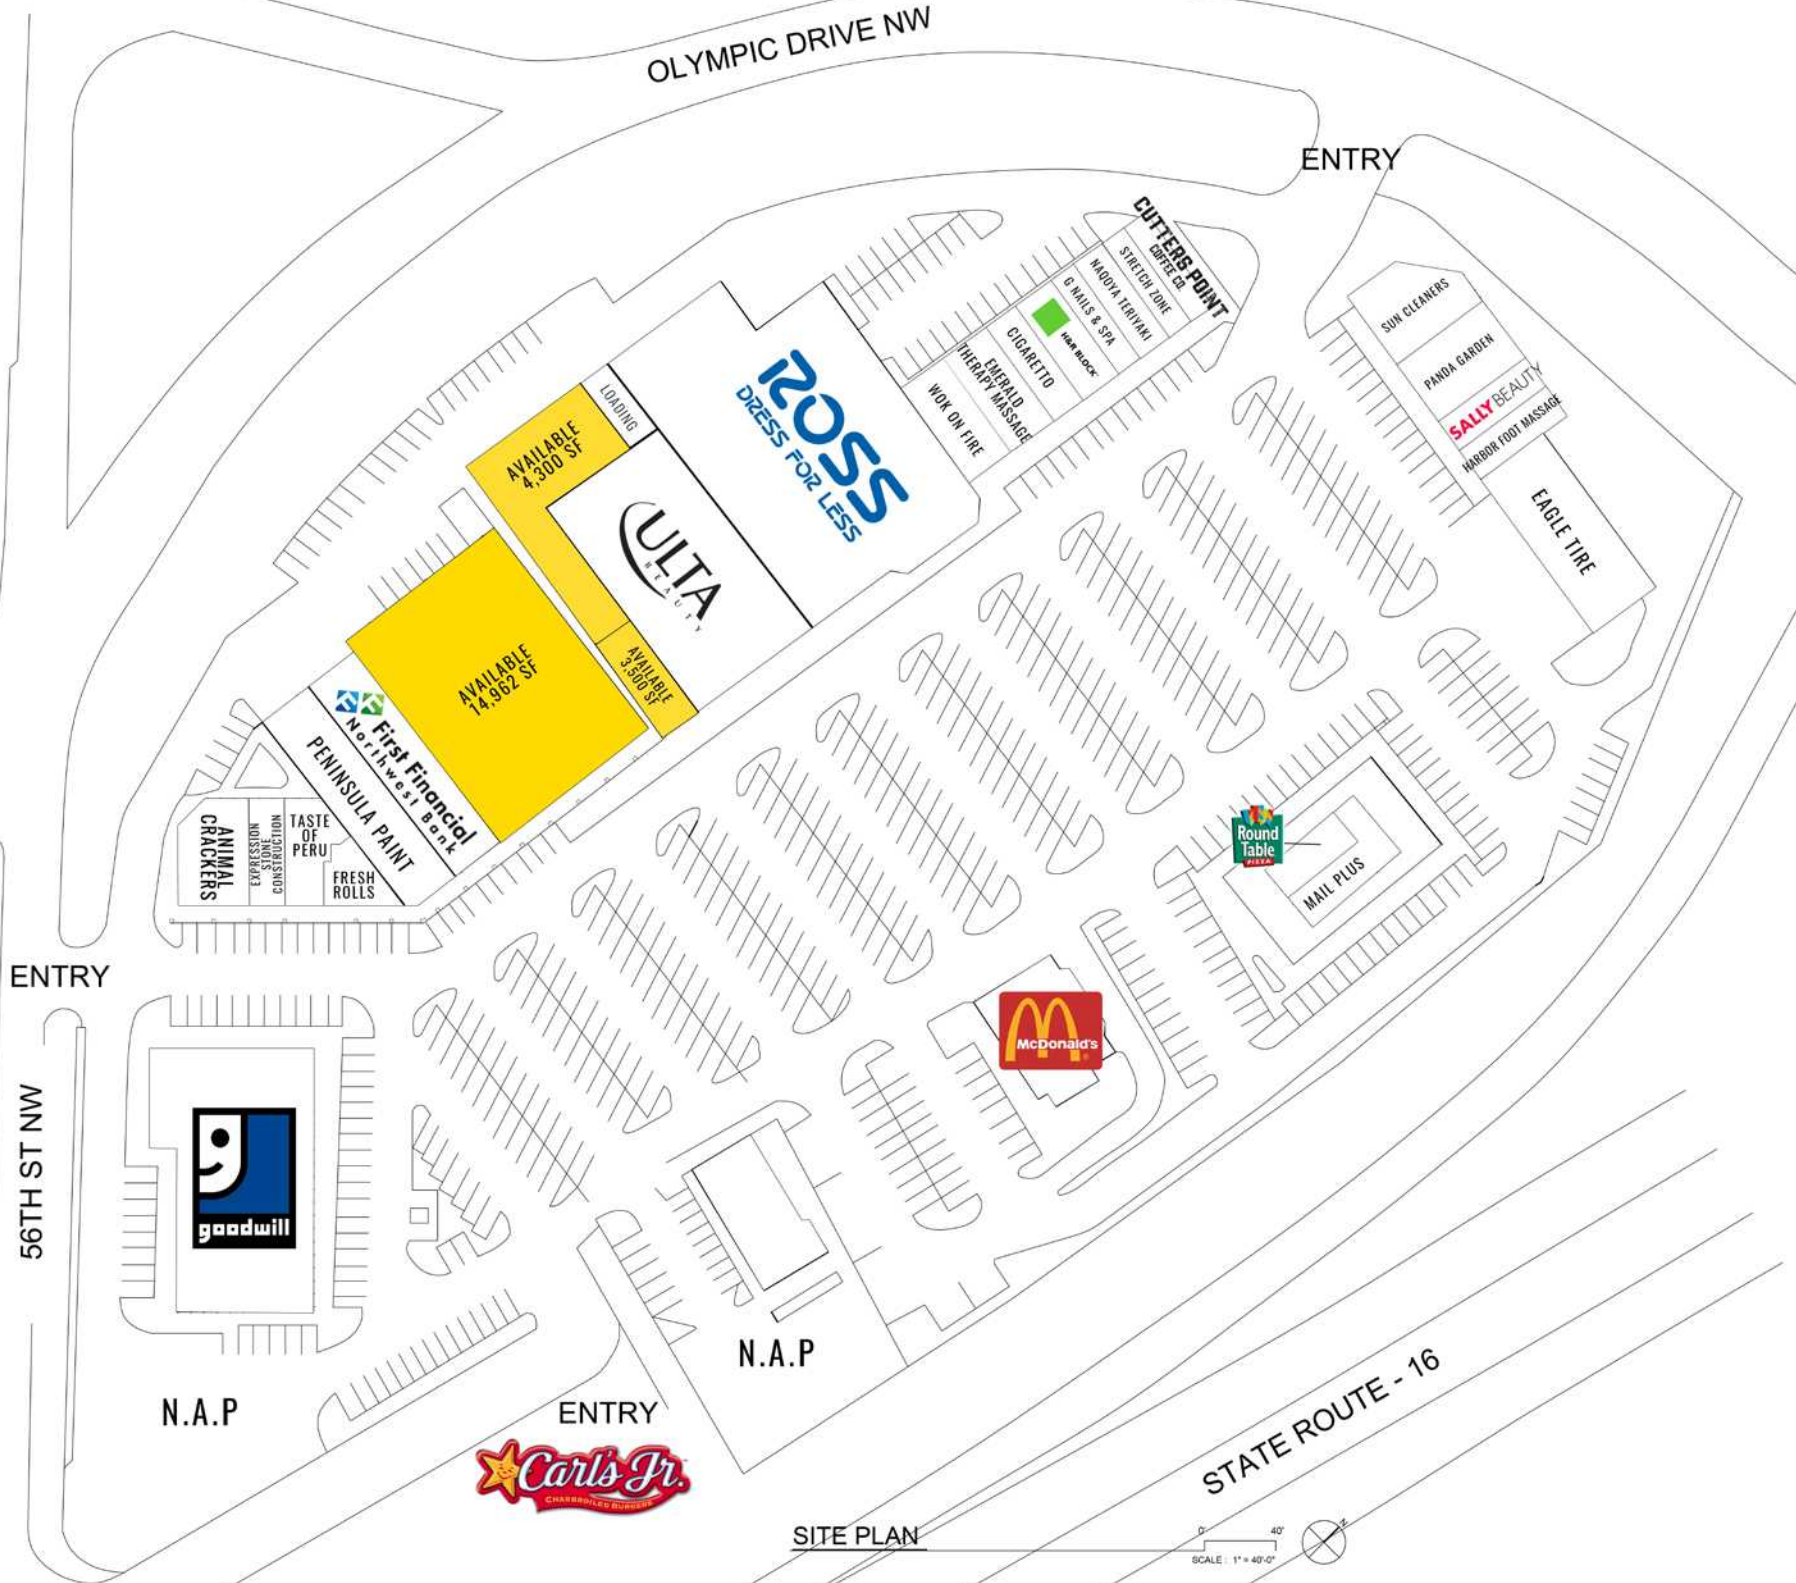 OLYMPIC DRIVE NW
ENTRY
CUTTERS POINT
COFFEE CO.
STRETCH ZONE
NAQOYA TERIYAKI
G NAILS & SPA
H&R BLOCK
CIGARETTO
EMERALD
THERAPY MASSAGE
WOK ON FIRE
SUN CLEANERS
PANDA GARDEN
SALLY BEAUTY
HARBOR FOOT MASSAGE
EAGLE TIRE
ROSS
DRESS FOR LESS
LOADING
AVAILABLE
4,300 SF
ULTA
BEAUTY
AVAILABLE
3,500 SF
AVAILABLE
14,962 SF
First Financial
Northwest Bank
PENINSULA PAINT
TASTE
OF
PERU
FRESH
ROLLS
EXPRESSION
STONE
CONSTRUCTION
ANIMAL
CRACKERS
Round
Table
PIZZA
MAIL PLUS
ENTRY
McDonald's
56TH ST NW
goodwill
N.A.P
N.A.P
ENTRY
Carl's Jr.
CHARBROILED BURGERS
STATE ROUTE - 16
SITE PLAN
0' 40'
SCALE : 1" = 40'-0"
N